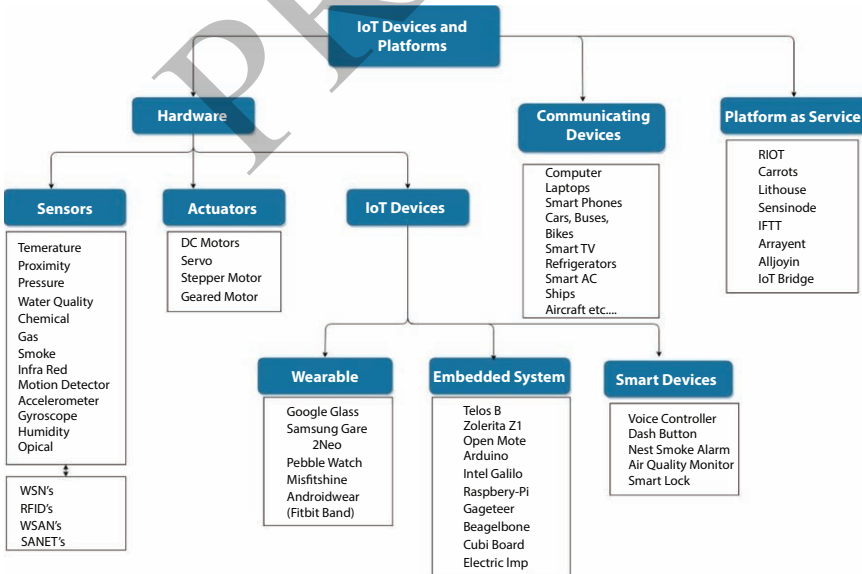 IoT Devices and
Platforms
Hardware
Communicating
Devices
Platform as Service
Computer
Laptops
Smart Phones
Cars, Buses,
Bikes
Smart TV
Refrigerators
Smart AC
Ships
Aircraft etc....
RIOT
Carrots
Lithouse
Sensinode
IFTT
Arrayent
Alljoyin
IoT Bridge
Sensors
Actuators
IoT Devices
Temerature
Proximity
Pressure
Water Quality
Chemical
Gas
Smoke
Infra Red
Motion Detector
Accelerometer
Gyroscope
Humidity
Opical
DC Motors
Servo
Stepper Motor
Geared Motor
WSN's
RFID's
WSAN's
SANET's
Wearable
Embedded System
Smart Devices
Google Glass
Samsung Gare
2Neo
Pebble Watch
Misfitshine
Androidwear
(Fitbit Band)
Telos B
Zolerita Z1
Open Mote
Arduino
Intel Galilo
Raspbery-Pi
Gageteer
Beagelbone
Cubi Board
Electric Imp
Voice Controller
Dash Button
Nest Smoke Alarm
Air Quality Monitor
Smart Lock